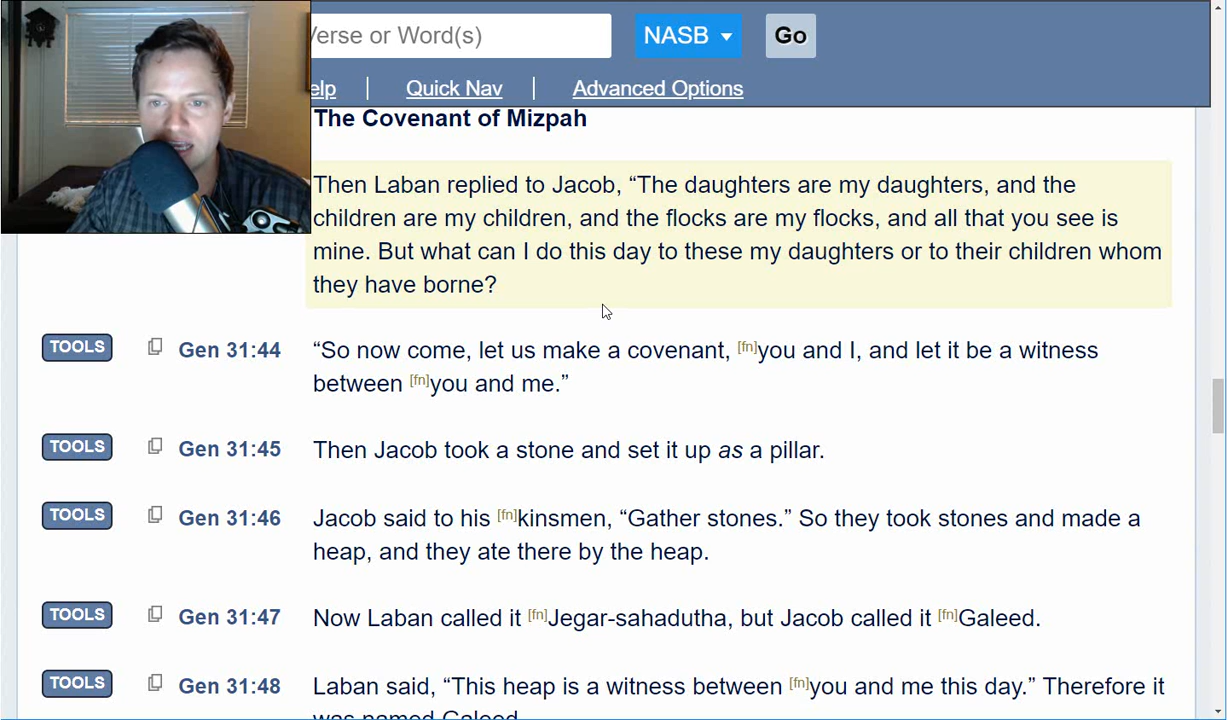 Verse or Word(s)
NASB
Go
elp | Quick Nav | Advanced Options
The Covenant of Mizpah
Then Laban replied to Jacob, “The daughters are my daughters, and the
children are my children, and the flocks are my flocks, and all that you see is
mine. But what can I do this day to these my daughters or to their children whom
they have borne?
TOOLS Gen 31:44 “So now come, let us make a covenant, [fn]you and I, and let it be a witness
between [fn]you and me.”
TOOLS Gen 31:45 Then Jacob took a stone and set it up as a pillar.
TOOLS Gen 31:46 Jacob said to his [fn]kinsmen, “Gather stones.” So they took stones and made a
heap, and they ate there by the heap.
TOOLS Gen 31:47 Now Laban called it [fn]Jegar-sahadutha, but Jacob called it [fn]Galeed.
TOOLS Gen 31:48 Laban said, “This heap is a witness between [fn]you and me this day.” Therefore it
was named Galeed